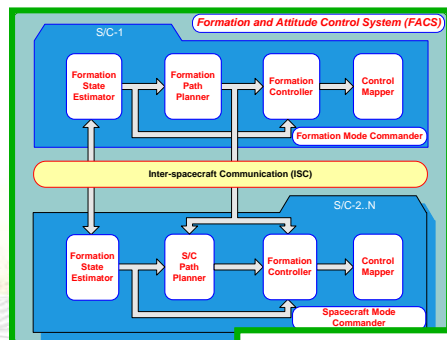 Formation and Attitude Control System (FACS)
S/C-1
Formation
State
Estimator
Formation
Path
Planner
Formation
Controller
Control
Mapper
Formation Mode Commander
Inter-spacecraft Communication (ISC)
S/C-2..N
Formation
State
Estimator
S/C
Path
Planner
Formation
Controller
Control
Mapper
Spacecraft Mode
Commander